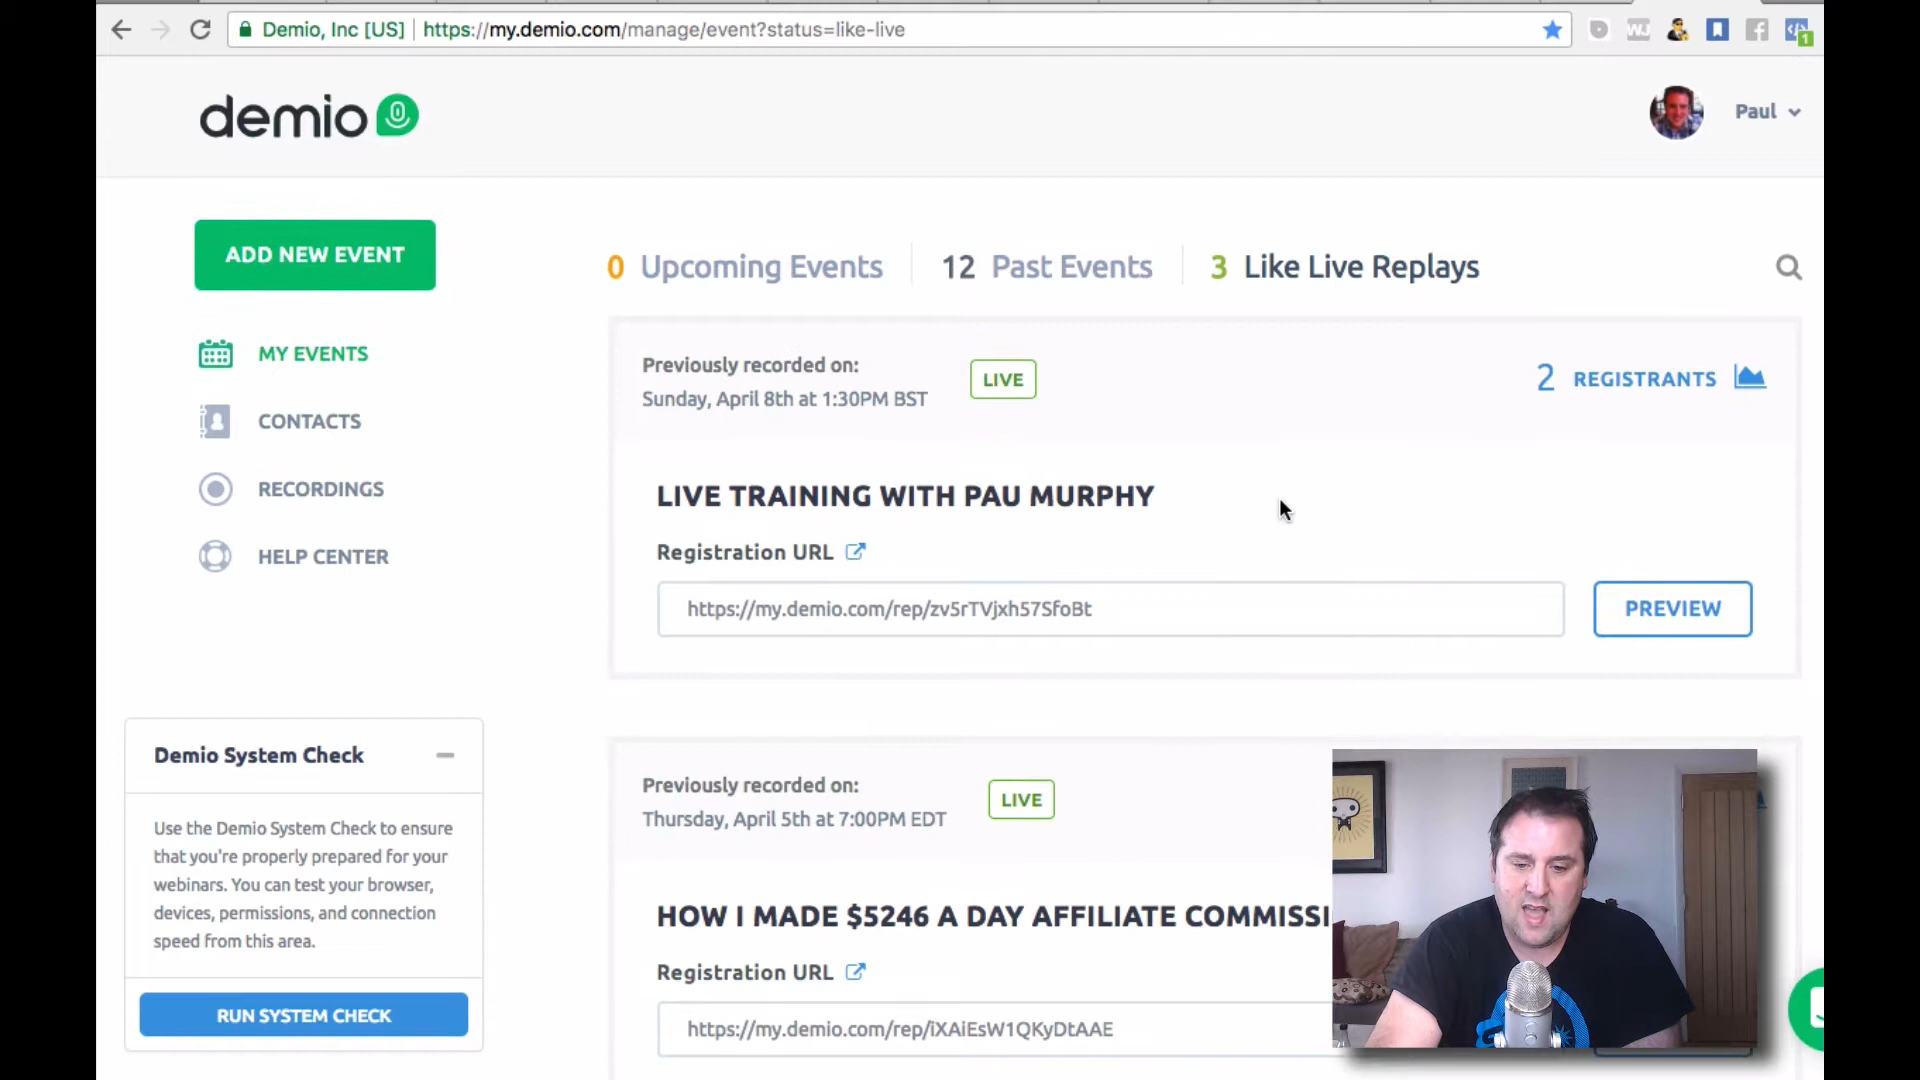 Demio, Inc [US] https://my.demio.com/manage/event?status=like-live
WJ
1
demio
Paul
ADD NEW EVENT
0 Upcoming Events 12 Past Events 3 Like Live Replays
MY EVENTS
CONTACTS
RECORDINGS
HELP CENTER
Previously recorded on:
Sunday, April 8th at 1:30PM BST
LIVE
2 REGISTRANTS
LIVE TRAINING WITH PAU MURPHY
Registration URL
https://my.demio.com/rep/zv5rTVjxh57SfoBt
PREVIEW
Demio System Check
Use the Demio System Check to ensure
that you're properly prepared for your
webinars. You can test your browser,
devices, permissions, and connection
speed from this area.
RUN SYSTEM CHECK
Previously recorded on:
Thursday, April 5th at 7:00PM EDT
LIVE
HOW I MADE $5246 A DAY AFFILIATE COMMISSI
Registration URL
https://my.demio.com/rep/iXAiEsW1QKyDtAAE